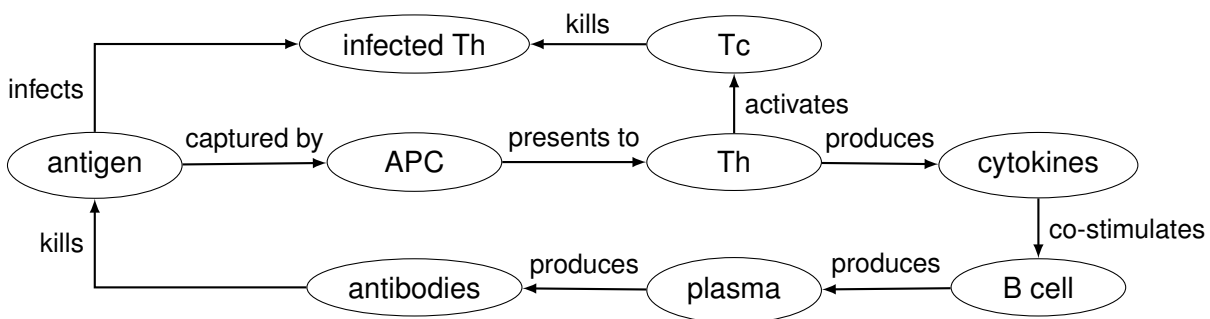 kills
infected Th
Tc
infects
activates
captured by
presents to
produces
antigen
APC
Th
cytokines
co-stimulates
kills
produces
produces
antibodies
plasma
B cell